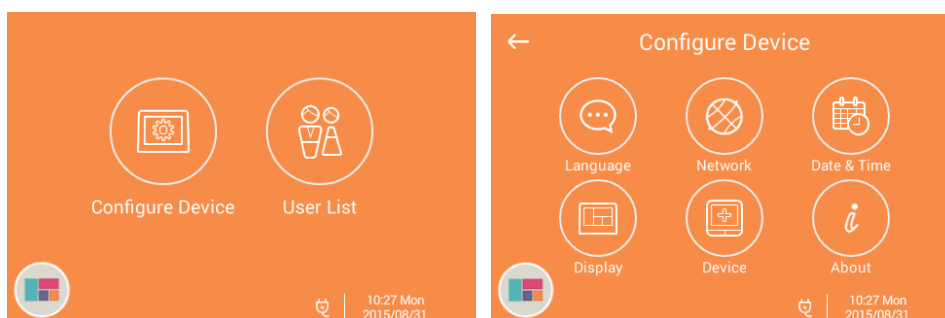 Configure Device
User List
10:27 Mon
2015/08/31
Configure Device
Language
Network
Date & Time
Display
Device
About
10:27 Mon
2015/08/31